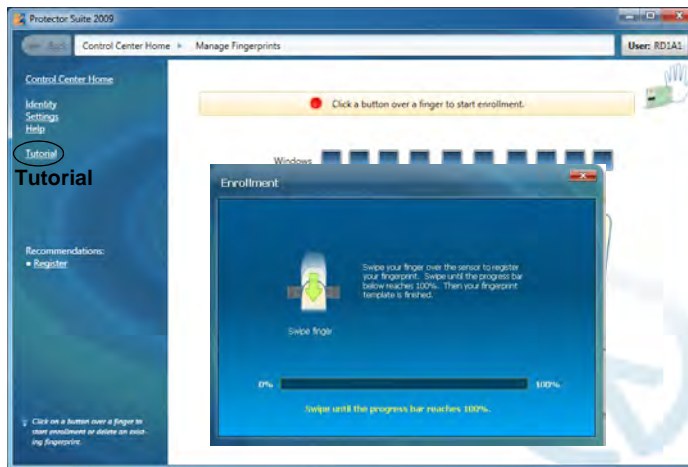 Protector Suite 2009
Back
Control Center Home ▸ Manage Fingerprints
User: RD1A1
Control Center Home
Identity
Settings
Help
Tutorial
Tutorial
Recommendations:
• Register
Click on a button over a finger to
start enrollment or delete an exist-
ing fingerprint.
Click a button over a finger to start enrollment.
Windows
Enrollment
Swipe your finger over the sensor to register
your fingerprint. Swipe until the progress bar
below reaches 100%. Then your fingerprint
template is finished.
Swipe finger
0%
100%
Swipe until the progress bar reaches 100%.